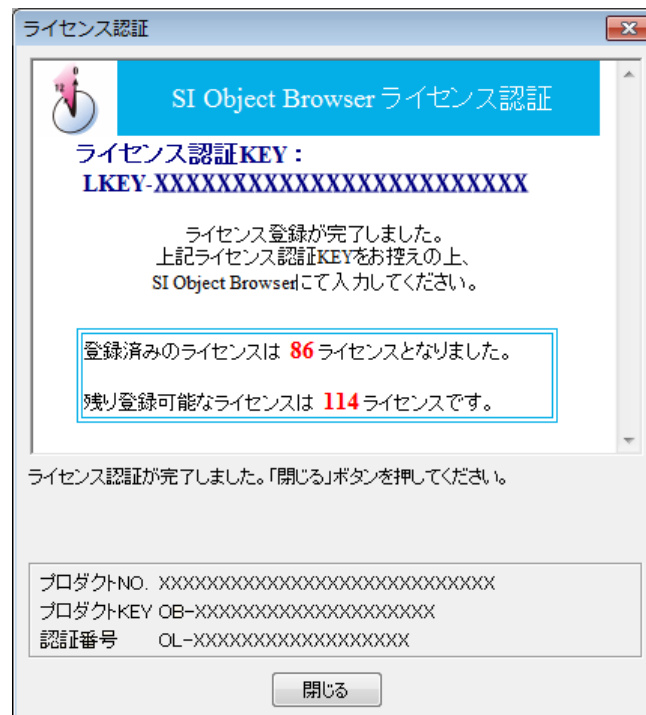 ライセンス認証
SI Object Browser ライセンス認証
ライセンス認証KEY：
LKEY-XXXXXXXXXXXXXXXXXXXXXXXX
ライセンス登録が完了しました。
上記ライセンス認証KEYをお控えの上、
SI Object Browserにて入力してください。
登録済みのライセンスは 86 ライセンスとなりました。
残り登録可能なライセンスは 114 ライセンスです。
ライセンス認証が完了しました。「閉じる」ボタンを押してください。
プロダクトNO. XXXXXXXXXXXXXXXXXXXXXXXXXXXX
プロダクトKEY OB-XXXXXXXXXXXXXXXXXXXX
認証番号 OL-XXXXXXXXXXXXXXXXXX
閉じる